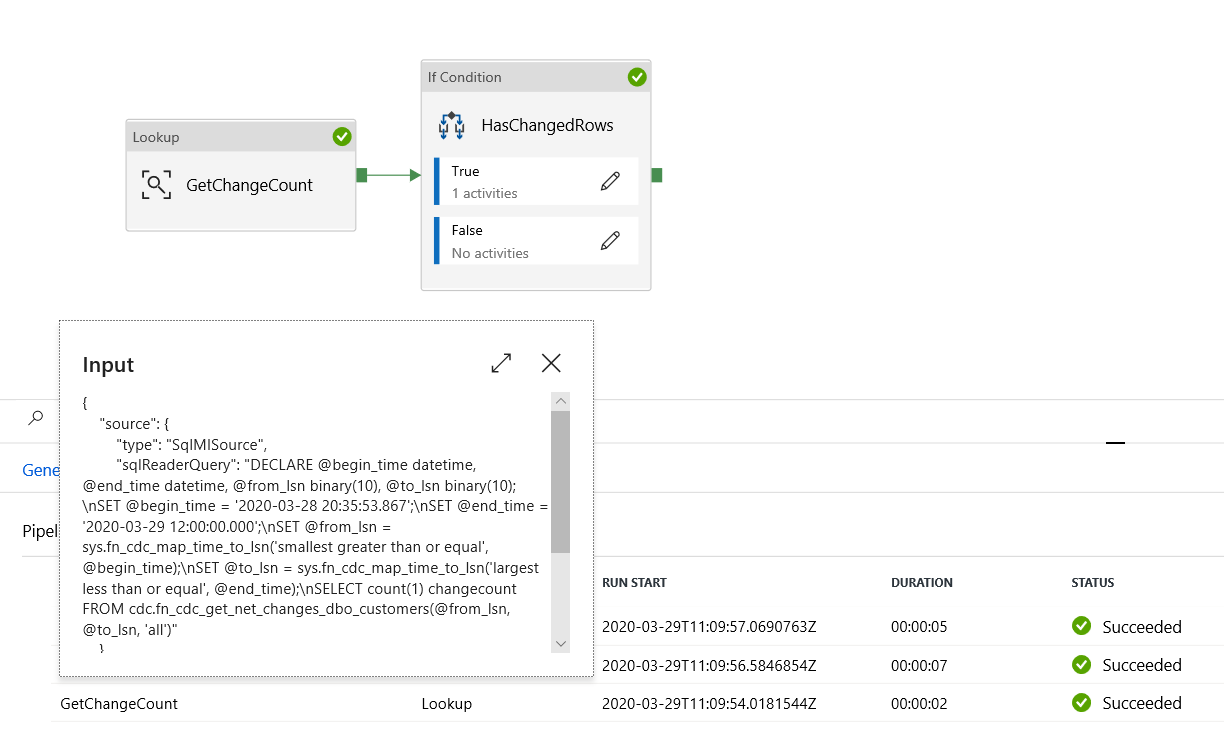 If Condition
HasChangedRows
True
1 activities
False
No activities
Lookup
GetChangeCount
Input
{
"source": {
"type": "SqlMISource",
"sqlReaderQuery": "DECLARE @begin_time datetime,
@end_time datetime, @from_lsn binary(10), @to_lsn binary(10);
\nSET @begin_time = '2020-03-28 20:35:53.867';\nSET @end_time =
'2020-03-29 12:00:00.000';\nSET @from_lsn =
sys.fn_cdc_map_time_to_lsn('smallest greater than or equal',
@begin_time);\nSET @to_lsn = sys.fn_cdc_map_time_to_lsn('largest
less than or equal', @end_time);\nSELECT count(1) changecount
FROM cdc.fn_cdc_get_net_changes_dbo_customers(@from_lsn,
@to_lsn, 'all')"
}
Gene
Pipel
RUN START DURATION STATUS
2020-03-29T11:09:57.0690763Z 00:00:05 Succeeded
2020-03-29T11:09:56.5846854Z 00:00:07 Succeeded
GetChangeCount Lookup 2020-03-29T11:09:54.0181544Z 00:00:02 Succeeded